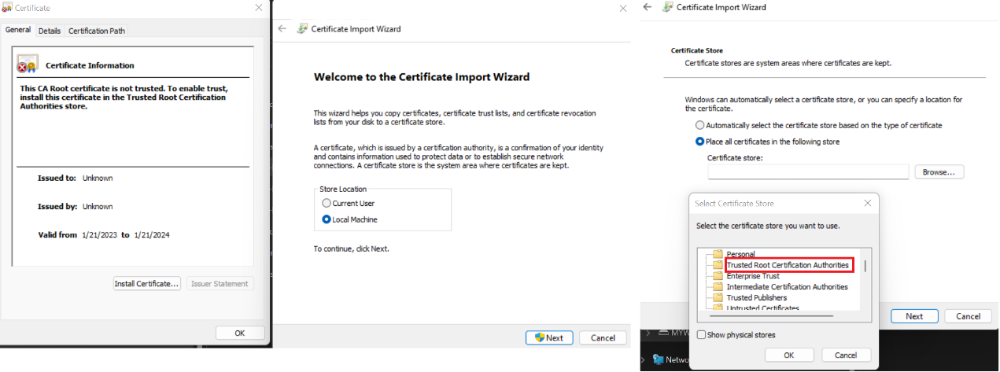 Certificate
General Details Certification Path
Certificate Information
This CA Root certificate is not trusted. To enable trust,
install this certificate in the Trusted Root Certification
Authorities store.
Issued to: Unknown
Issued by: Unknown
Valid from 1/21/2023 to 1/21/2024
Install Certificate... Issuer Statement
OK
Certificate Import Wizard
Welcome to the Certificate Import Wizard
This wizard helps you copy certificates, certificate trust lists, and certificate revocation
lists from your disk to a certificate store.
A certificate, which is issued by a certification authority, is a confirmation of your identity
and contains information used to protect data or to establish secure network
connections. A certificate store is the system area where certificates are kept.
Store Location
Current User
Local Machine
To continue, click Next.
Next Cancel
Certificate Import Wizard
Certificate Store
Certificate stores are system areas where certificates are kept.
Windows can automatically select a certificate store, or you can specify a location for
the certificate.
Automatically select the certificate store based on the type of certificate
Place all certificates in the following store
Certificate store:
Browse...
Select Certificate Store
Select the certificate store you want to use.
Personal
Trusted Root Certification Authorities
Enterprise Trust
Intermediate Certification Authorities
Trusted Publishers
Untrusted Certificates
Show physical stores
OK Cancel
Next Cancel
MYW
Netwo